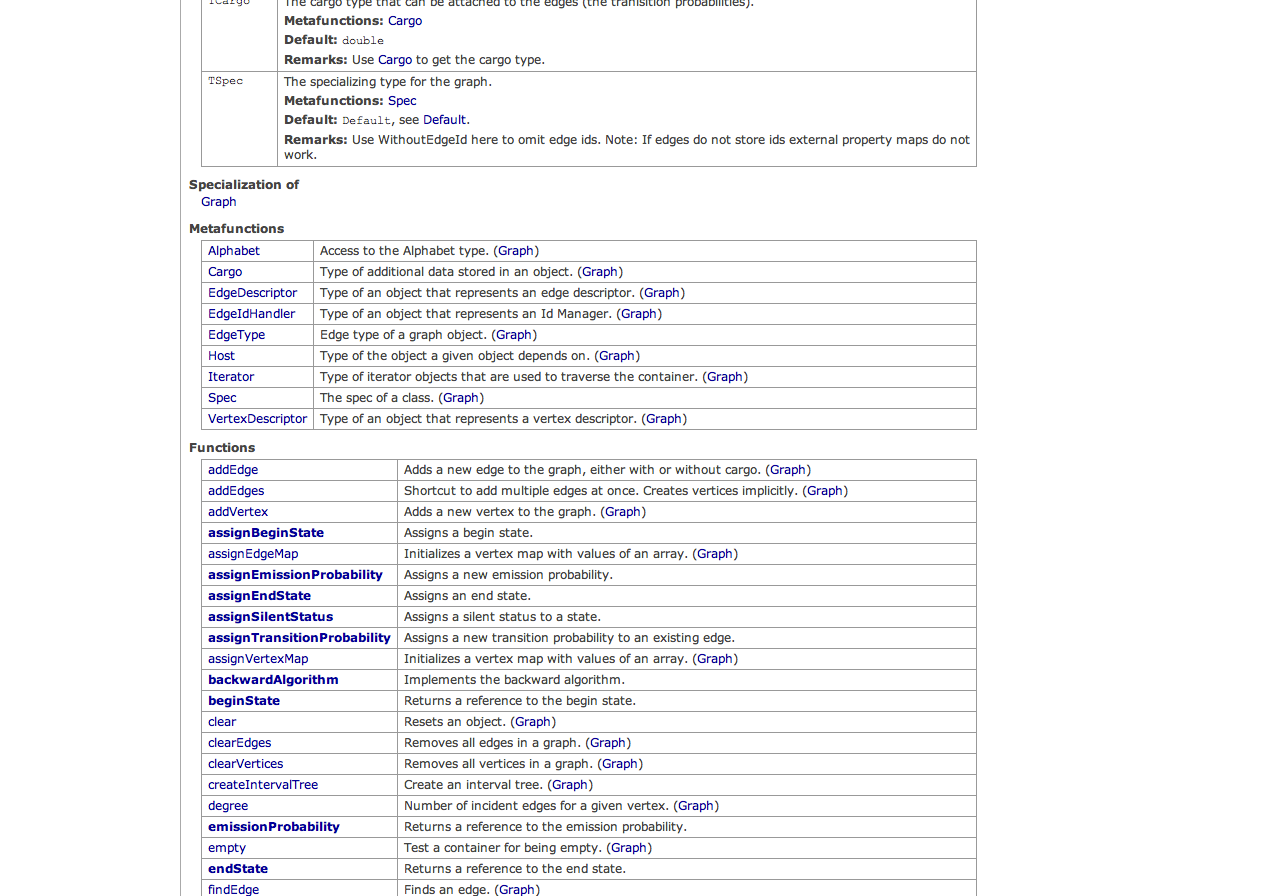 TCargo The cargo type that can be attached to the edges (the transition probabilities).
Metafunctions: Cargo
Default: double
Remarks: Use Cargo to get the cargo type.
TSpec The specializing type for the graph.
Metafunctions: Spec
Default: Default, see Default.
Remarks: Use WithoutEdgeId here to omit edge ids. Note: If edges do not store ids external property maps do not
work.
Specialization of
Graph
Metafunctions
Alphabet Access to the Alphabet type. (Graph)
Cargo Type of additional data stored in an object. (Graph)
EdgeDescriptor Type of an object that represents an edge descriptor. (Graph)
EdgeIdHandler Type of an object that represents an Id Manager. (Graph)
EdgeType Edge type of a graph object. (Graph)
Host Type of the object a given object depends on. (Graph)
Iterator Type of iterator objects that are used to traverse the container. (Graph)
Spec The spec of a class. (Graph)
VertexDescriptor Type of an object that represents a vertex descriptor. (Graph)
Functions
addEdge Adds a new edge to the graph, either with or without cargo. (Graph)
addEdges Shortcut to add multiple edges at once. Creates vertices implicitly. (Graph)
addVertex Adds a new vertex to the graph. (Graph)
assignBeginState Assigns a begin state.
assignEdgeMap Initializes a vertex map with values of an array. (Graph)
assignEmissionProbability Assigns a new emission probability.
assignEndState Assigns an end state.
assignSilentStatus Assigns a silent status to a state.
assignTransitionProbability Assigns a new transition probability to an existing edge.
assignVertexMap Initializes a vertex map with values of an array. (Graph)
backwardAlgorithm Implements the backward algorithm.
beginState Returns a reference to the begin state.
clear Resets an object. (Graph)
clearEdges Removes all edges in a graph. (Graph)
clearVertices Removes all vertices in a graph. (Graph)
createIntervalTree Create an interval tree. (Graph)
degree Number of incident edges for a given vertex. (Graph)
emissionProbability Returns a reference to the emission probability.
empty Test a container for being empty. (Graph)
endState Returns a reference to the end state.
findEdge Finds an edge. (Graph)